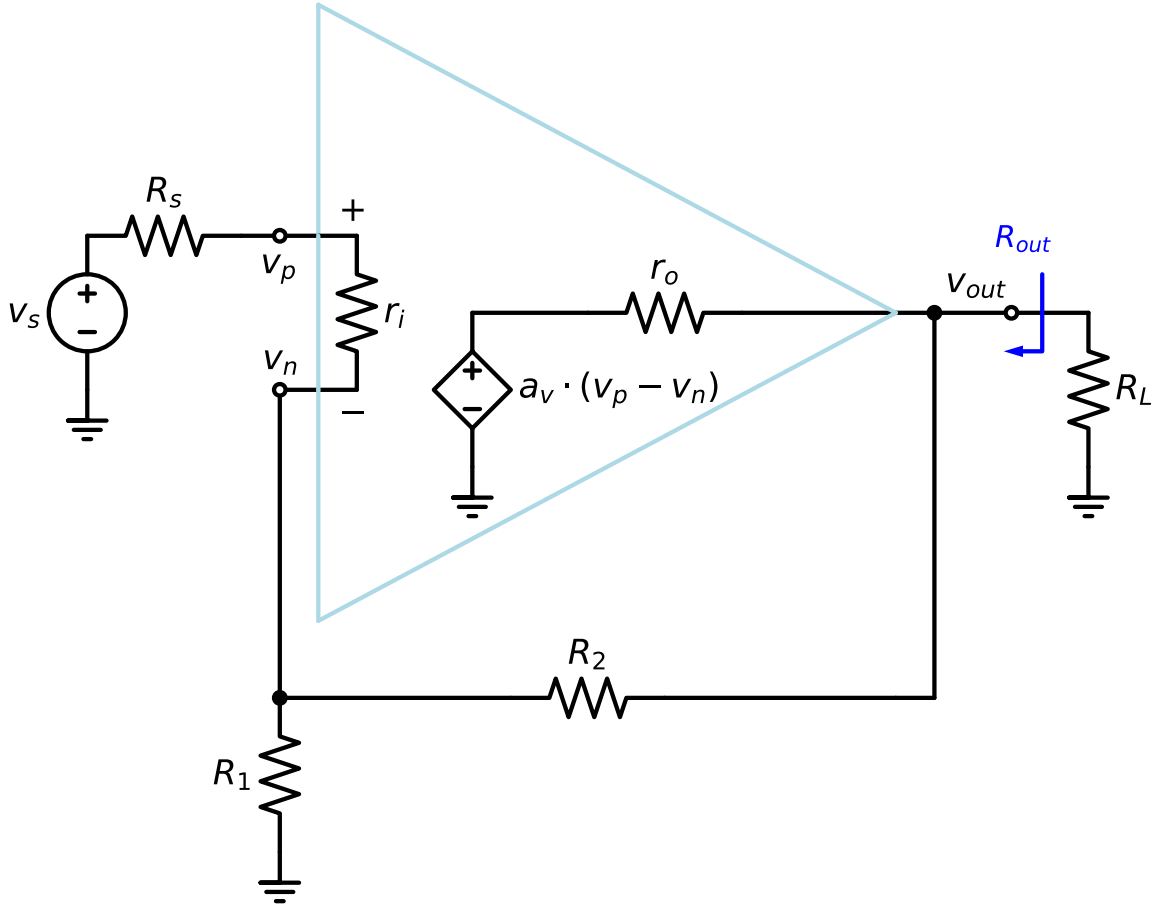 R_s
+
v_p
v_s
+
−
r_i
v_n
−
r_o
+
−
a_v · (v_p − v_n)
v_out
R_out
R_L
R_2
R_1